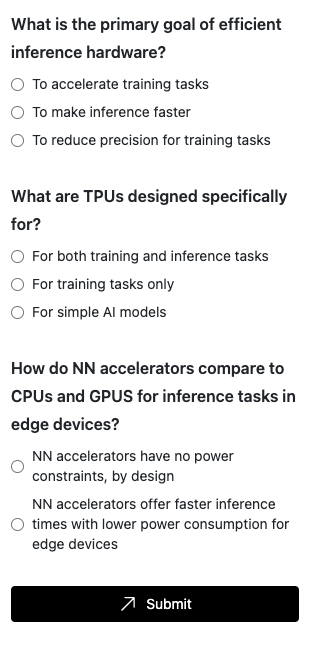 What is the primary goal of efficient
inference hardware?
To accelerate training tasks
To make inference faster
To reduce precision for training tasks
What are TPUs designed specifically
for?
For both training and inference tasks
For training tasks only
For simple AI models
How do NN accelerators compare to
CPUs and GPUS for inference tasks in
edge devices?
NN accelerators have no power
constraints, by design
NN accelerators offer faster inference
times with lower power consumption for
edge devices
Submit